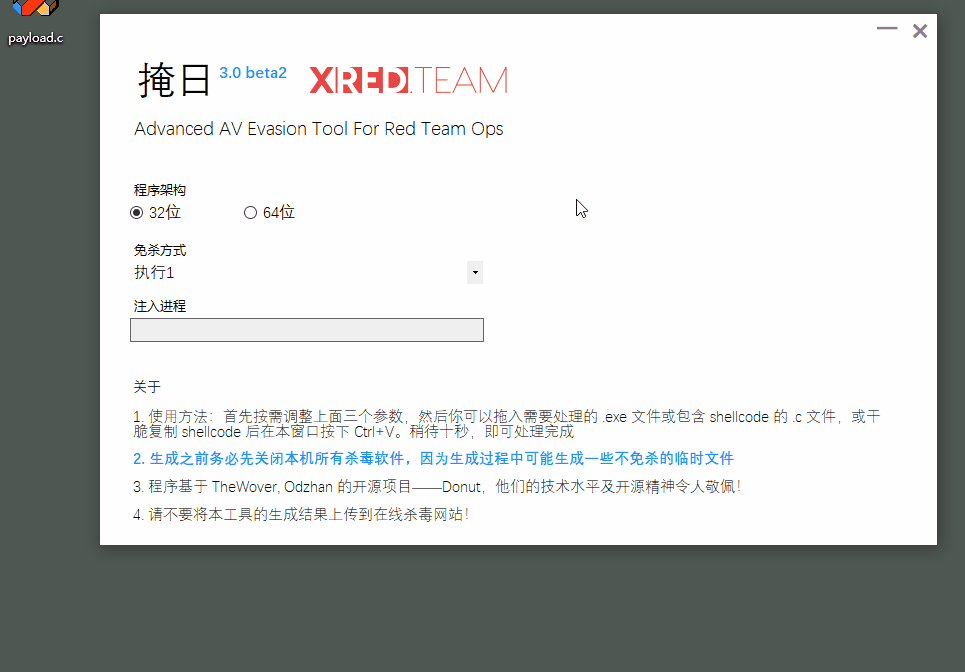 payload.c
掩日 3.0 beta2 XRED.TEAM
Advanced AV Evasion Tool For Red Team Ops
程序架构
32位 64位
免杀方式
执行1
注入进程
关于
1. 使用方法：首先按需调整上面三个参数，然后你可以拖入需要处理的 .exe 文件或包含 shellcode 的 .c 文件，或干
脆复制 shellcode 后在本窗口按下 Ctrl+V。稍待十秒，即可处理完成
2. 生成之前务必先关闭本机所有杀毒软件，因为生成过程中可能生成一些不免杀的临时文件
3. 程序基于 TheWover, Odzhan 的开源项目——Donut，他们的技术水平及开源精神令人敬佩！
4. 请不要将本工具的生成结果上传到在线杀毒网站！